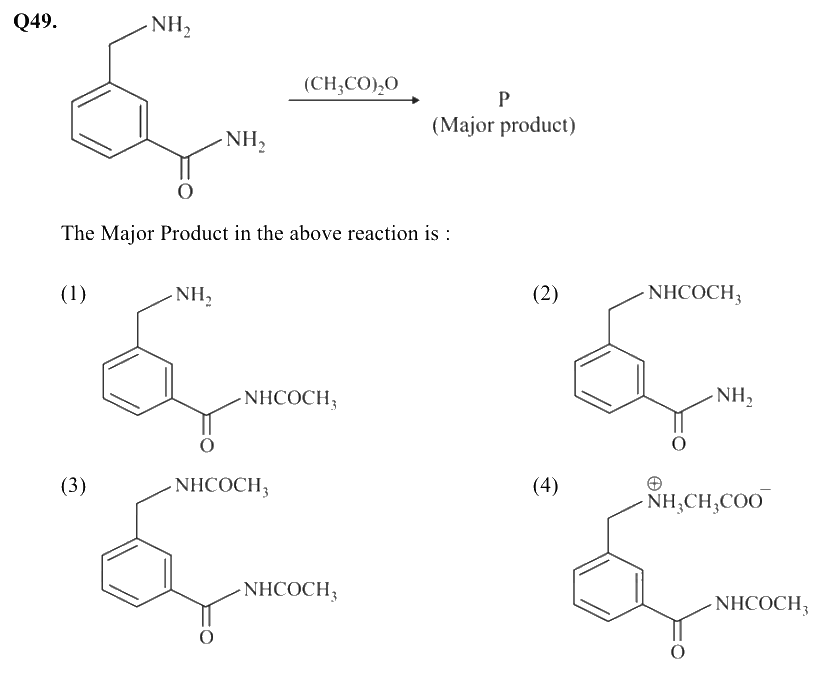 Q49.
NH₂
(CH₃CO)₂O
P
(Major product)
NH₂
O
The Major Product in the above reaction is :
(1) NH₂
NHCOCH₃
O
(2) NHCOCH₃
NH₂
O
(3) NHCOCH₃
NHCOCH₃
O
(4) ⊕
NH₃CH₃COO⁻
NHCOCH₃
O